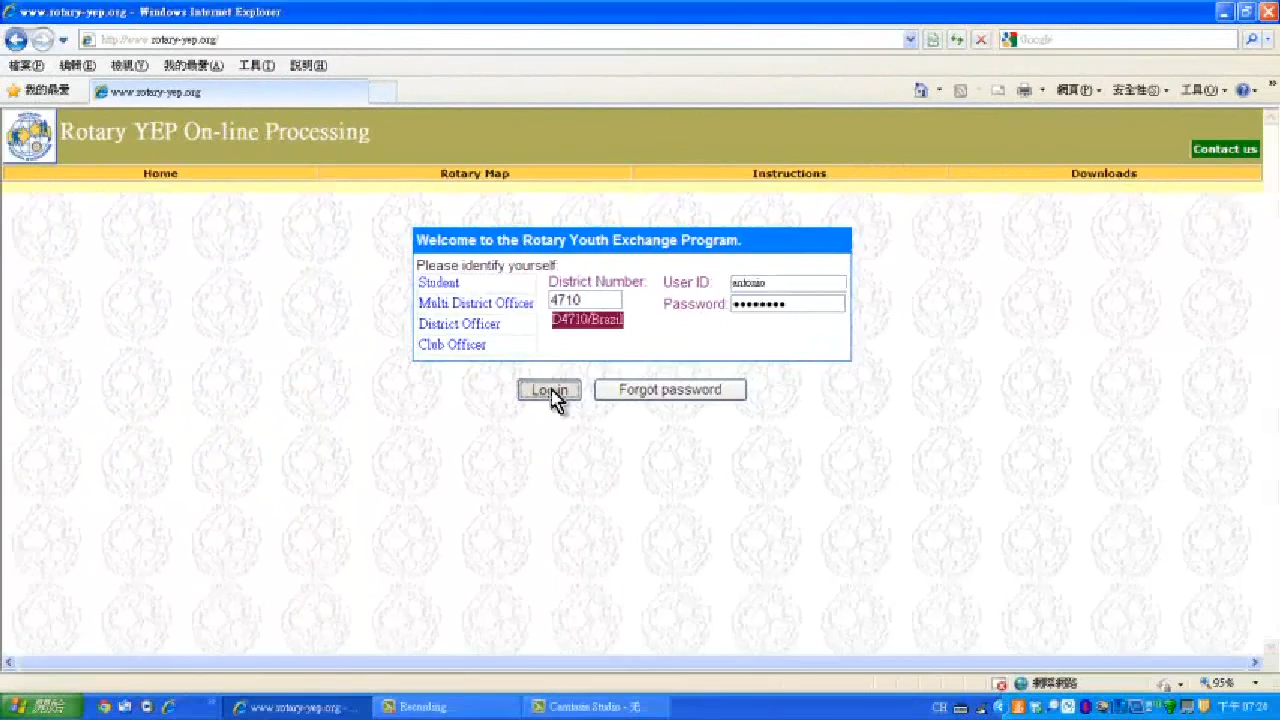 www.rotary-yep.org - Windows Internet Explorer
http://www.rotary-yep.org/
Google
檔案(F) 編輯(E) 檢視(V) 我的最愛(A) 工具(T) 說明(H)
我的最愛 www.rotary-yep.org 網頁(P) 安全性(S) 工具(O)
Rotary YEP On-line Processing
Contact us
Home Rotary Map Instructions Downloads
Welcome to the Rotary Youth Exchange Program.
Please identify yourself:
Student District Number: User ID: antonio
Multi District Officer 4710 Password: ••••••••
District Officer D4710/Brazil
Club Officer
Login Forgot password
網際網路 95%
開始 www.rotary-yep.org - Recording... Camtasia Studio - 无... CH 下午 07:20